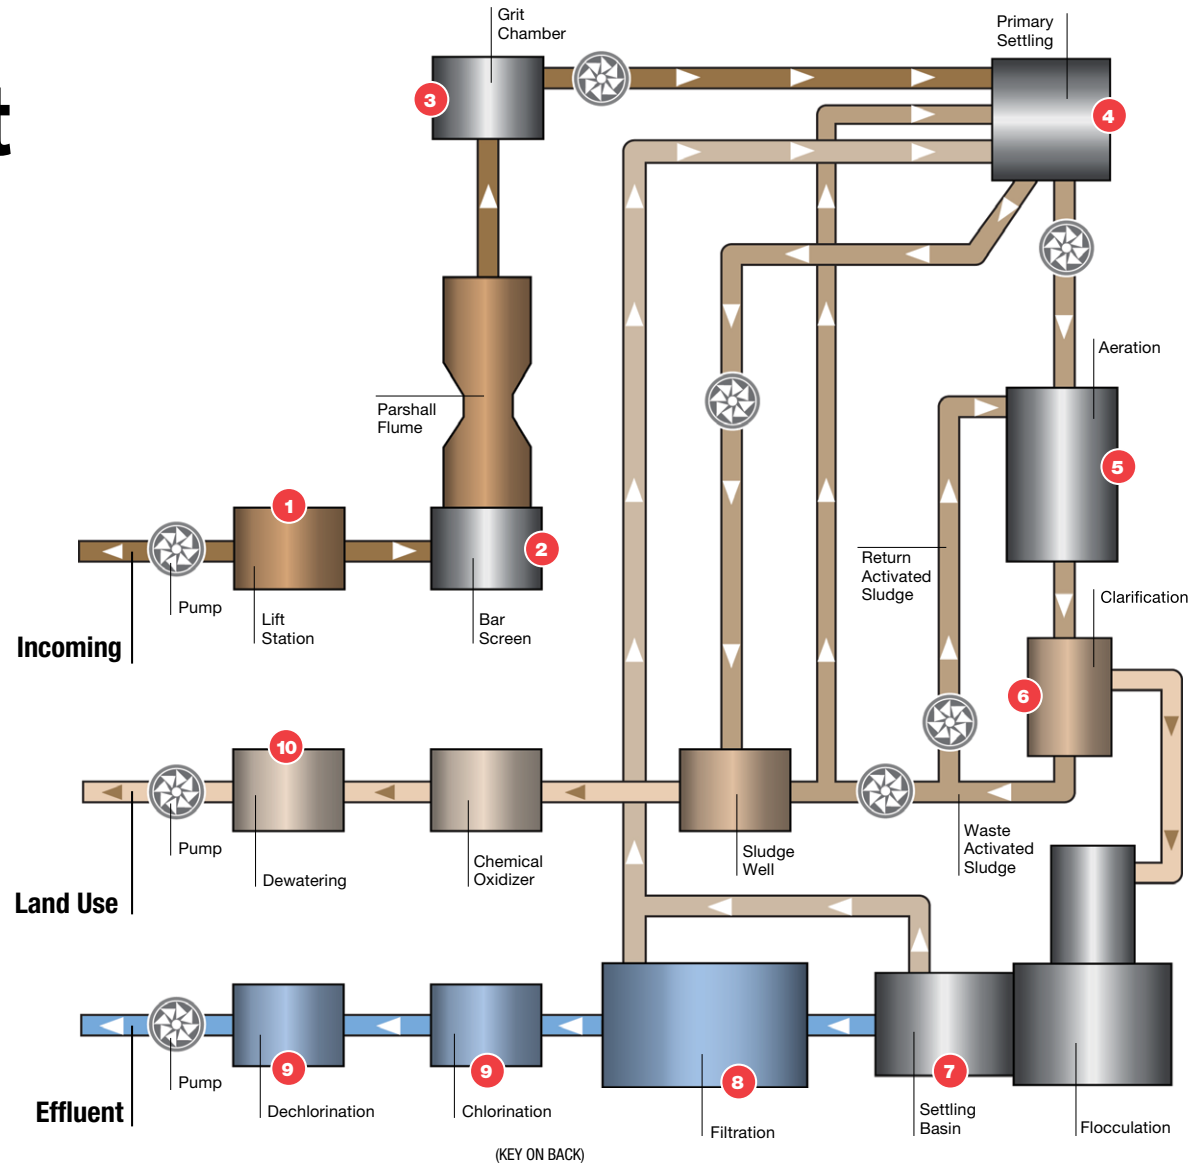 t
Grit
Chamber
3
Primary
Settling
4
Parshall
Flume
Aeration
5
1
2
Return
Activated
Sludge
Clarification
Pump
Lift
Station
Bar
Screen
Incoming
6
10
Pump
Dewatering
Chemical
Oxidizer
Sludge
Well
Waste
Activated
Sludge
Land Use
9
9
8
7
Pump
Dechlorination
Chlorination
Filtration
Settling
Basin
Flocculation
Effluent
(KEY ON BACK)